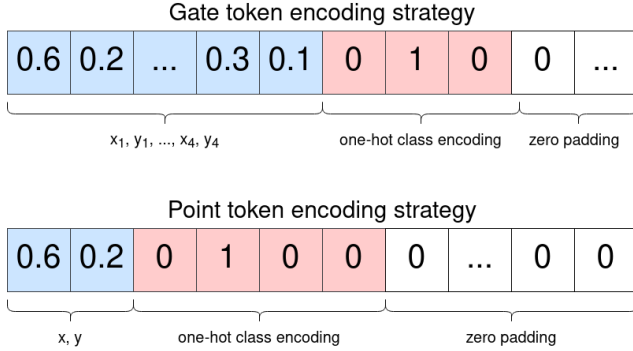 Gate token encoding strategy
0.6 0.2 ... 0.3 0.1 0 1 0 0 ...
x1, y1, ..., x4, y4 one-hot class encoding zero padding
Point token encoding strategy
0.6 0.2 0 1 0 0 0 ... 0 0
x, y one-hot class encoding zero padding